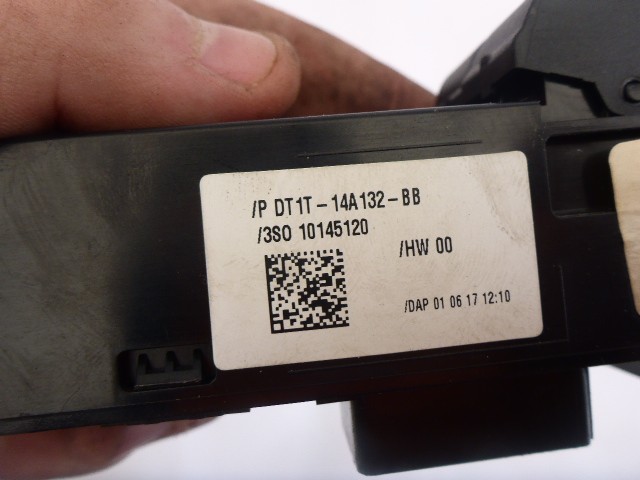 /P DT1T-14A132-BB
/3SO 10145120
/HW 00
/DAP 01 06 17 12:10